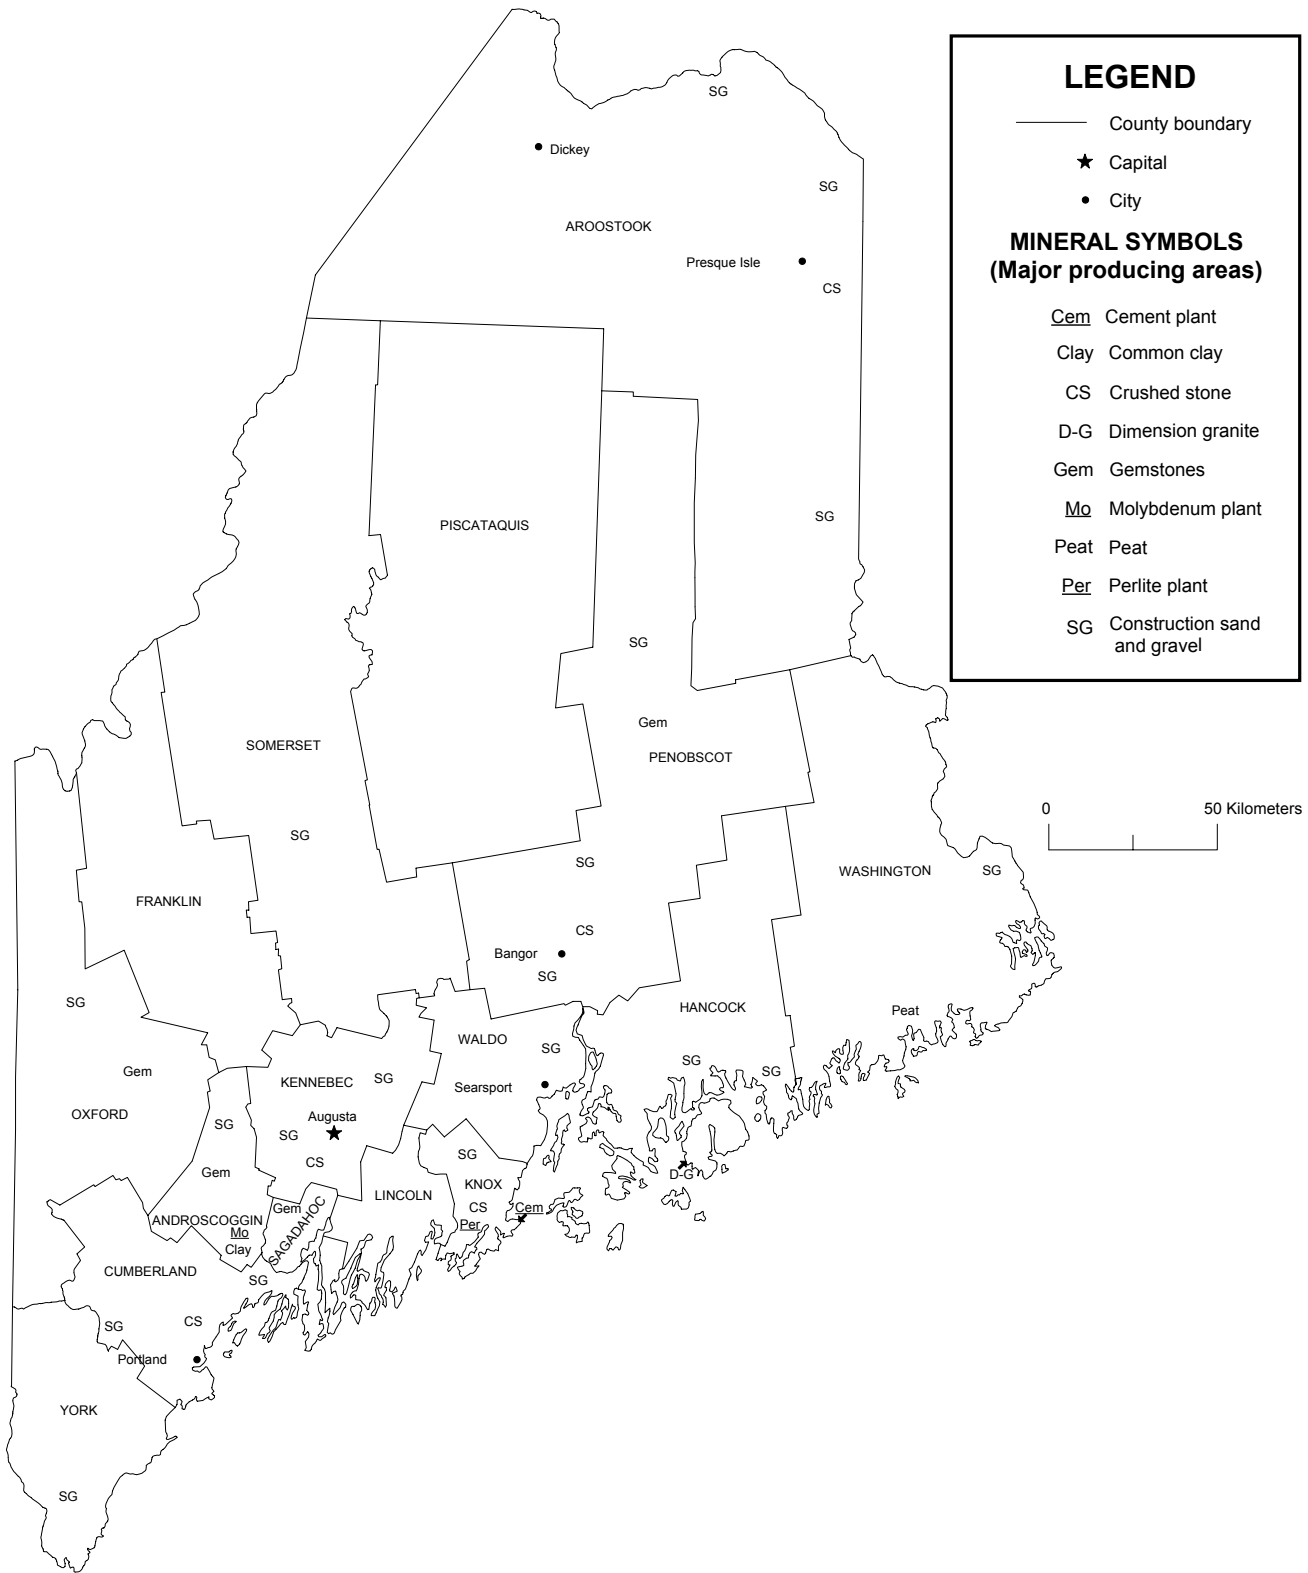 LEGEND
County boundary
Capital
City
MINERAL SYMBOLS
(Major producing areas)
Cem Cement plant
Clay Common clay
CS Crushed stone
D-G Dimension granite
Gem Gemstones
Mo Molybdenum plant
Peat Peat
Per Perlite plant
SG Construction sand
and gravel
0 50 Kilometers
SG
Dickey
SG
AROOSTOOK
Presque Isle
CS
SG
PISCATAQUIS
SG
Gem
PENOBSCOT
SOMERSET
SG
SG
WASHINGTON
SG
FRANKLIN
CS
Bangor
SG
SG
HANCOCK
Peat
WALDO
SG
SG
SG
Gem
KENNEBEC
SG
Searsport
OXFORD
Augusta
SG
SG
CS
SG
Gem
D-G
KNOX
LINCOLN
CS
Cem
Per
Gem
SAGADAHOC
ANDROSCOGGIN
Mo
Clay
CUMBERLAND
SG
SG
CS
Portland
YORK
SG